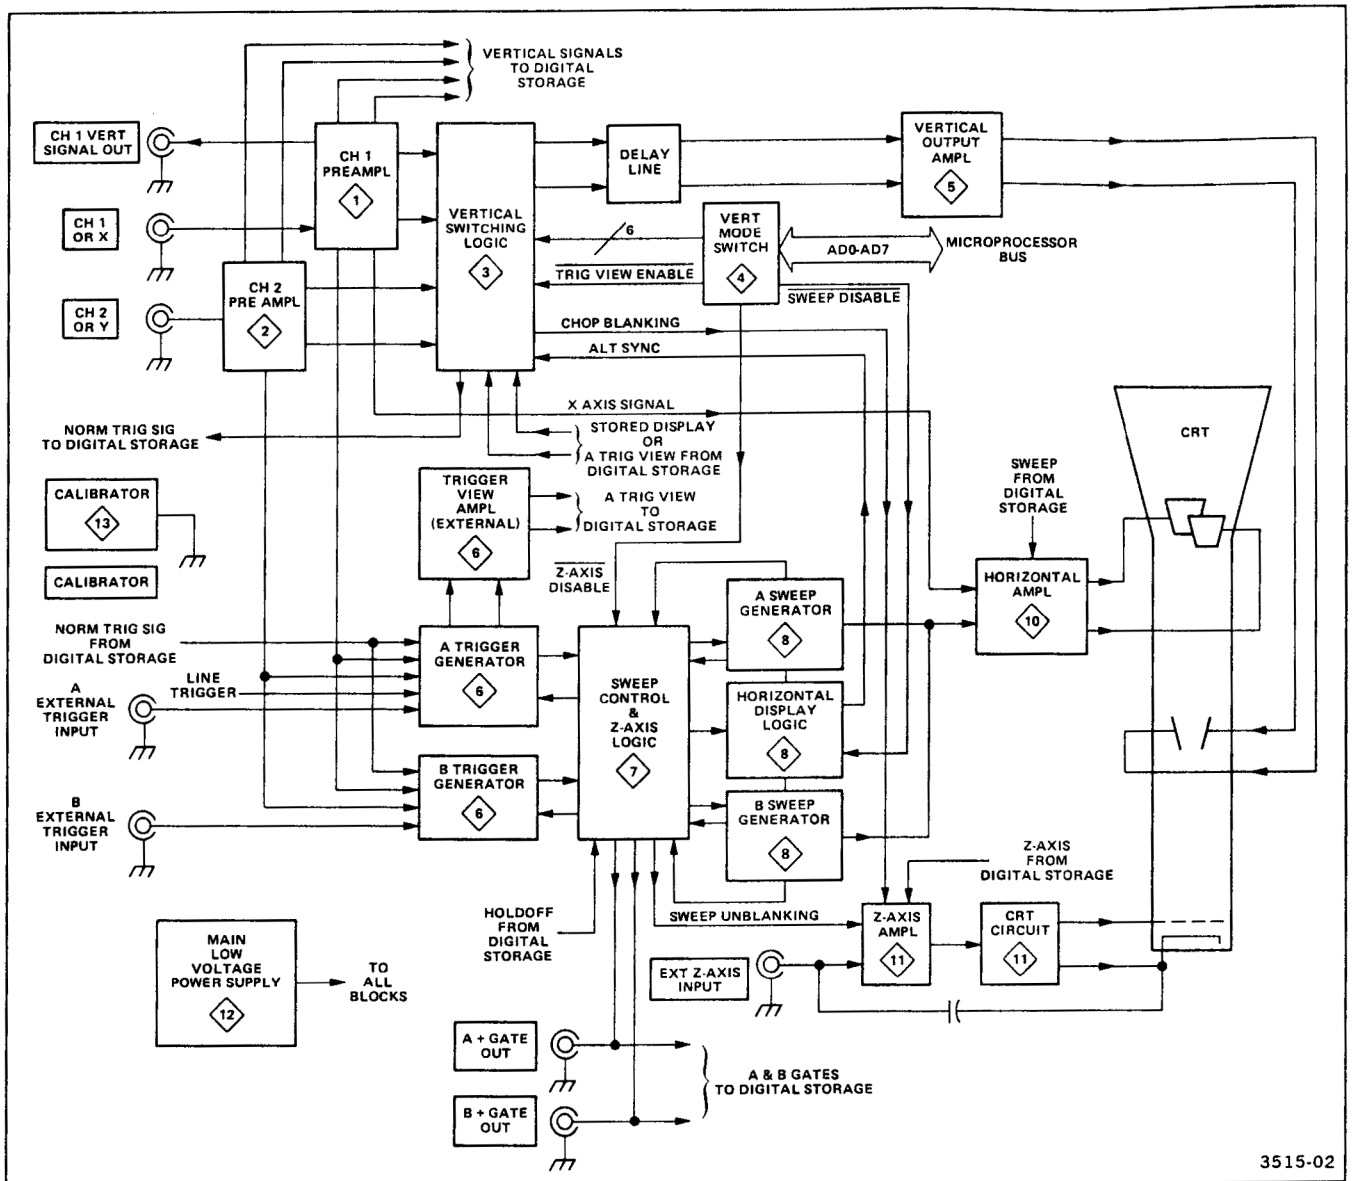 VERTICAL SIGNALS
TO DIGITAL
STORAGE
CH 1 VERT
SIGNAL OUT
CH 1
PREAMPL
1
DELAY
LINE
VERTICAL
OUTPUT
AMPL
5
CH 1
OR X
VERTICAL
SWITCHING
LOGIC
3
6
VERT
MODE
SWITCH
4
AD0-AD7
MICROPROCESSOR
BUS
TRIG VIEW ENABLE
SWEEP DISABLE
CH 2
PRE AMPL
2
CH 2
OR Y
CHOP BLANKING
ALT SYNC
X AXIS SIGNAL
NORM TRIG SIG
TO DIGITAL STORAGE
STORED DISPLAY
OR
A TRIG VIEW FROM
DIGITAL STORAGE
CRT
SWEEP
FROM
DIGITAL
STORAGE
CALIBRATOR
13
CALIBRATOR
TRIGGER
VIEW
AMPL
(EXTERNAL)
6
A TRIG VIEW
TO
DIGITAL STORAGE
Z-AXIS
DISABLE
A SWEEP
GENERATOR
8
HORIZONTAL
AMPL
10
NORM TRIG SIG
FROM
DIGITAL STORAGE
LINE
TRIGGER
A
EXTERNAL
TRIGGER
INPUT
A TRIGGER
GENERATOR
6
SWEEP
CONTROL
&
Z-AXIS
LOGIC
7
HORIZONTAL
DISPLAY
LOGIC
8
B
EXTERNAL
TRIGGER
INPUT
B TRIGGER
GENERATOR
6
B SWEEP
GENERATOR
8
Z-AXIS
FROM
DIGITAL STORAGE
HOLDOFF
FROM
DIGITAL
STORAGE
SWEEP UNBLANKING
Z-AXIS
AMPL
11
CRT
CIRCUIT
11
MAIN
LOW
VOLTAGE
POWER SUPPLY
12
TO
ALL
BLOCKS
EXT Z-AXIS
INPUT
A + GATE
OUT
A & B GATES
TO DIGITAL STORAGE
B + GATE
OUT
3515-02